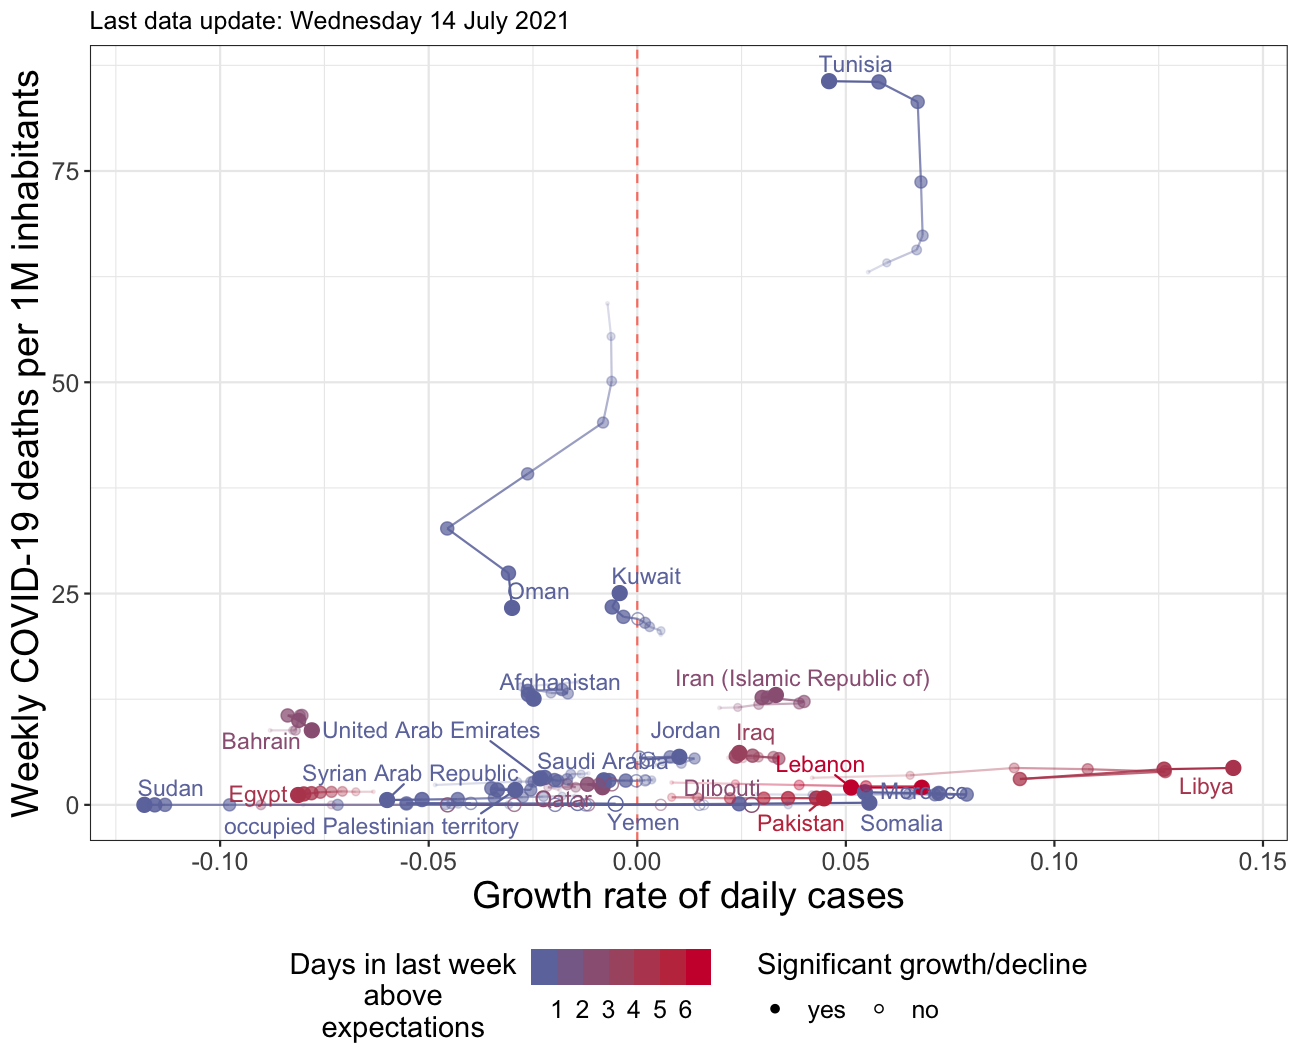 Last data update: Wednesday 14 July 2021
Weekly COVID-19 deaths per 1M inhabitants
75
50
25
0
Tunisia
Oman
Kuwait
Afghanistan
Iran (Islamic Republic of)
Bahrain
United Arab Emirates
Jordan
Iraq
Saudi Arabia
Lebanon
Syrian Arab Republic
Sudan
Egypt
Qatar
Djibouti
Morocco
Libya
occupied Palestinian territory
Yemen
Pakistan
Somalia
-0.10
-0.05
0.00
0.05
0.10
0.15
Growth rate of daily cases
Days in last week
above
expectations
1 2 3 4 5 6
Significant growth/decline
yes
no